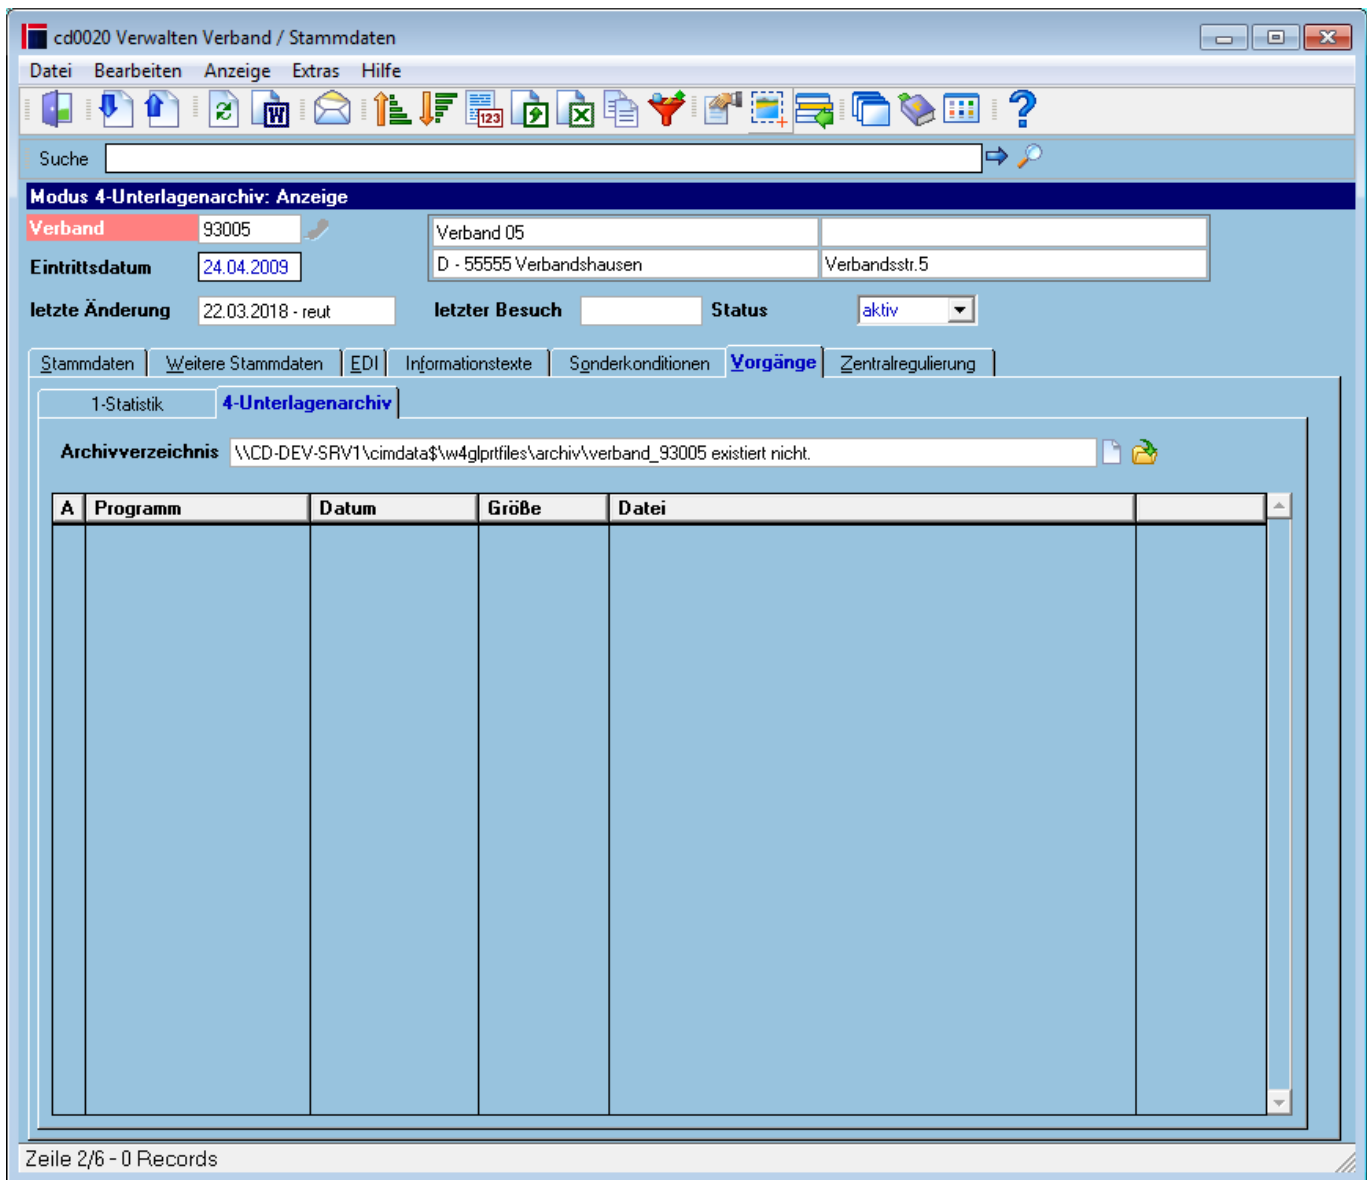 cd0020 Verwalten Verband / Stammdaten
Datei Bearbeiten Anzeige Extras Hilfe
W 123 ?
Suche
Modus 4-Unterlagenarchiv: Anzeige
Verband 93005 Verband 05
Eintrittsdatum 24.04.2009 D - 55555 Verbandshausen Verbandsstr.5
letzte Änderung 22.03.2018 - reut letzter Besuch Status aktiv
Stammdaten Weitere Stammdaten EDI Informationstexte Sonderkonditionen Vorgänge Zentralregulierung
1-Statistik 4-Unterlagenarchiv
Archivverzeichnis \\CD-DEV-SRV1\cimdata$\w4glprtfiles\archiv\verband_93005 existiert nicht.
A Programm Datum Größe Datei
Zeile 2/6 - 0 Records